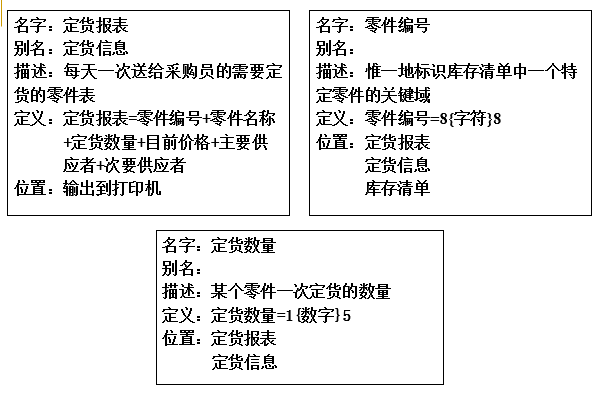 名字：定货报表
别名：定货信息
描述：每天一次送给采购员的需要定
货的零件表
定义：定货报表=零件编号+零件名称
+定货数量+目前价格+主要供
应者+次要供应者
位置：输出到打印机
名字：零件编号
别名：
描述：惟一地标识库存清单中一个特
定零件的关键域
定义：零件编号=8{字符}8
位置：定货报表
定货信息
库存清单
名字：定货数量
别名：
描述：某个零件一次定货的数量
定义：定货数量=1{数字}5
位置：定货报表
定货信息